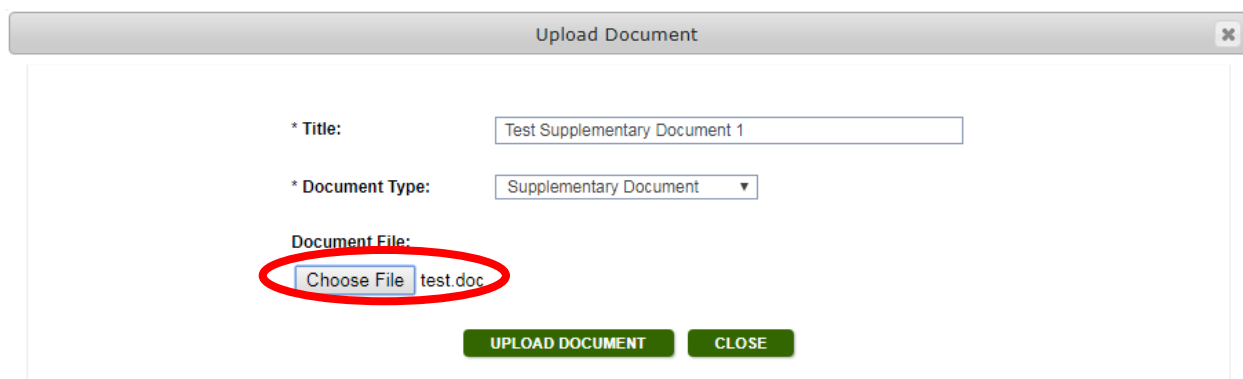 Upload Document
* Title: Test Supplementary Document 1
* Document Type: Supplementary Document
Document File:
Choose File test.doc
UPLOAD DOCUMENT CLOSE